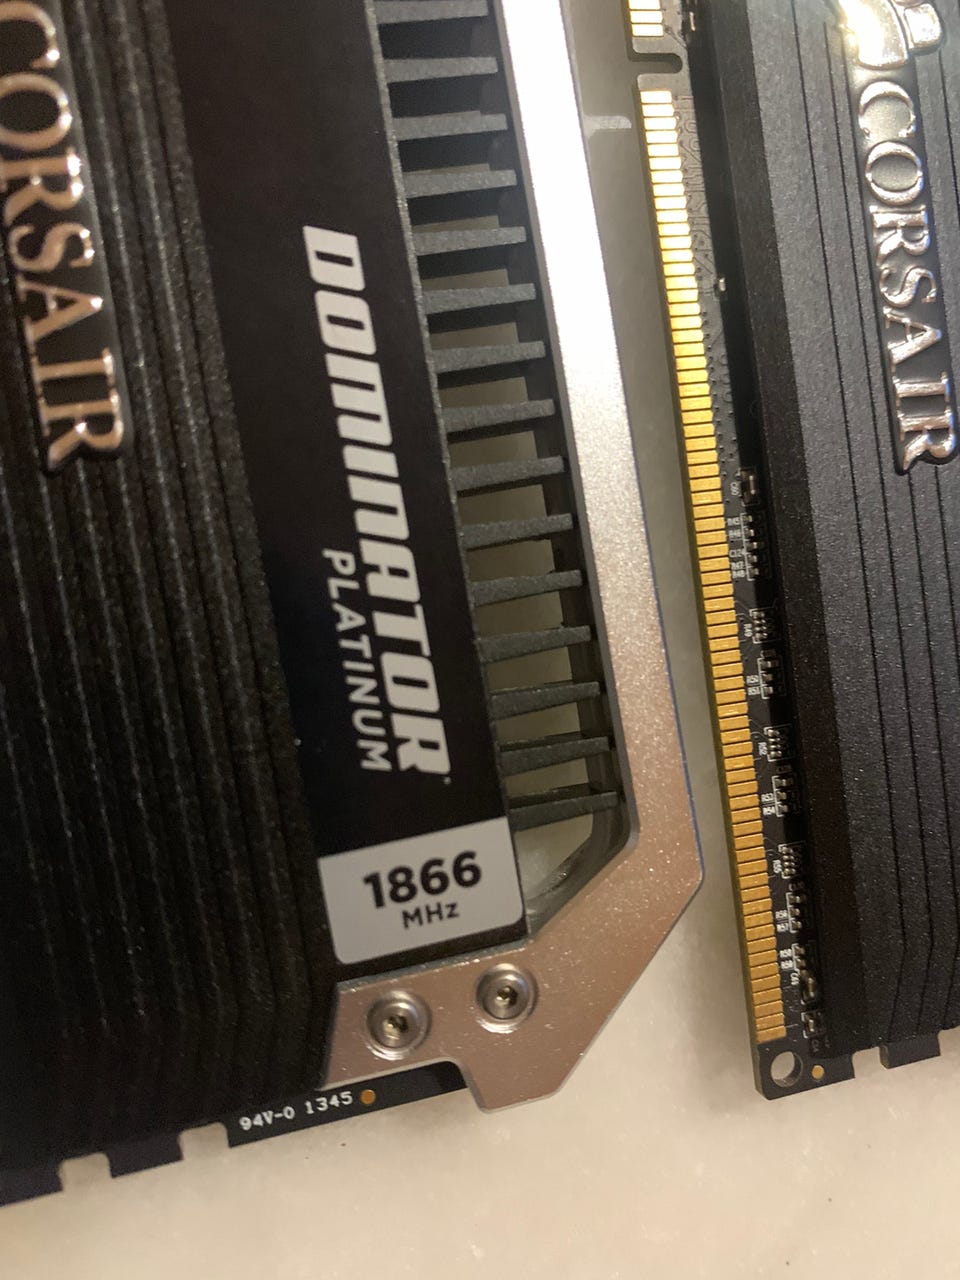 CORSAIR
DOMINATOR
PLATINUM
1866
MHz
94V-0 1345
CORSAIR